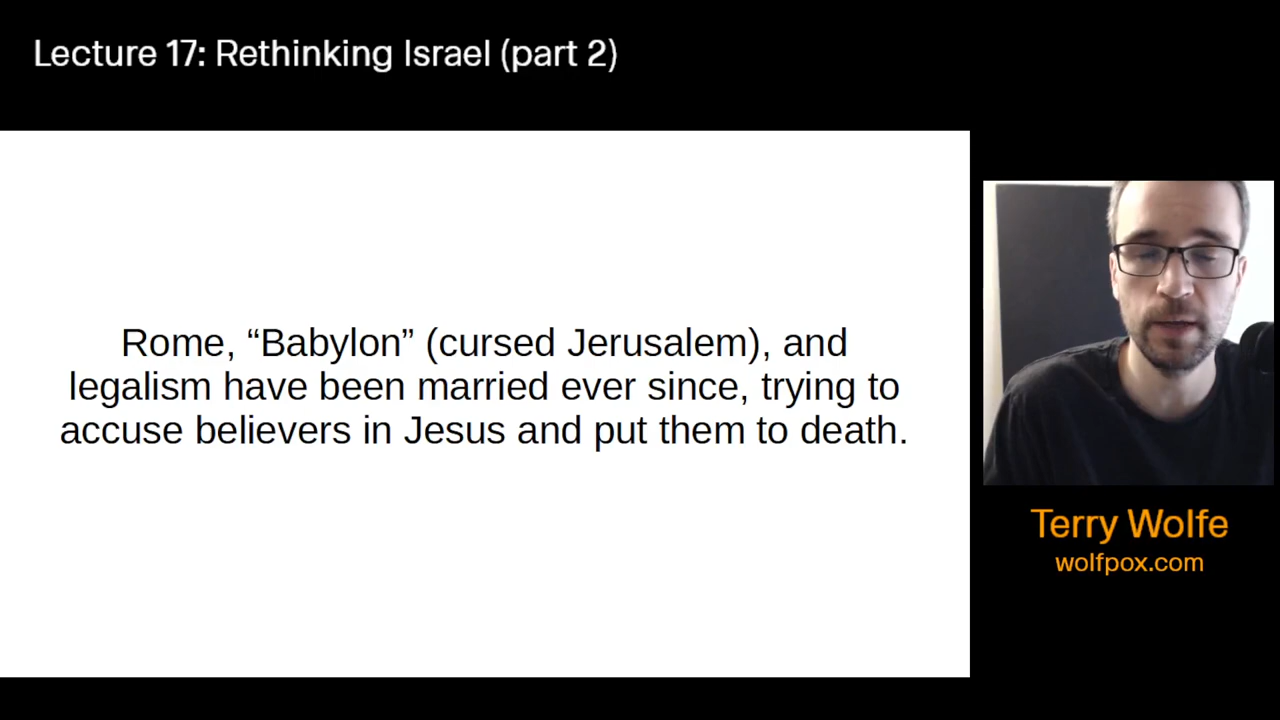 Lecture 17: Rethinking Israel (part 2)
Rome, “Babylon” (cursed Jerusalem), and
legalism have been married ever since, trying to
accuse believers in Jesus and put them to death.
Terry Wolfe
wolfpox.com